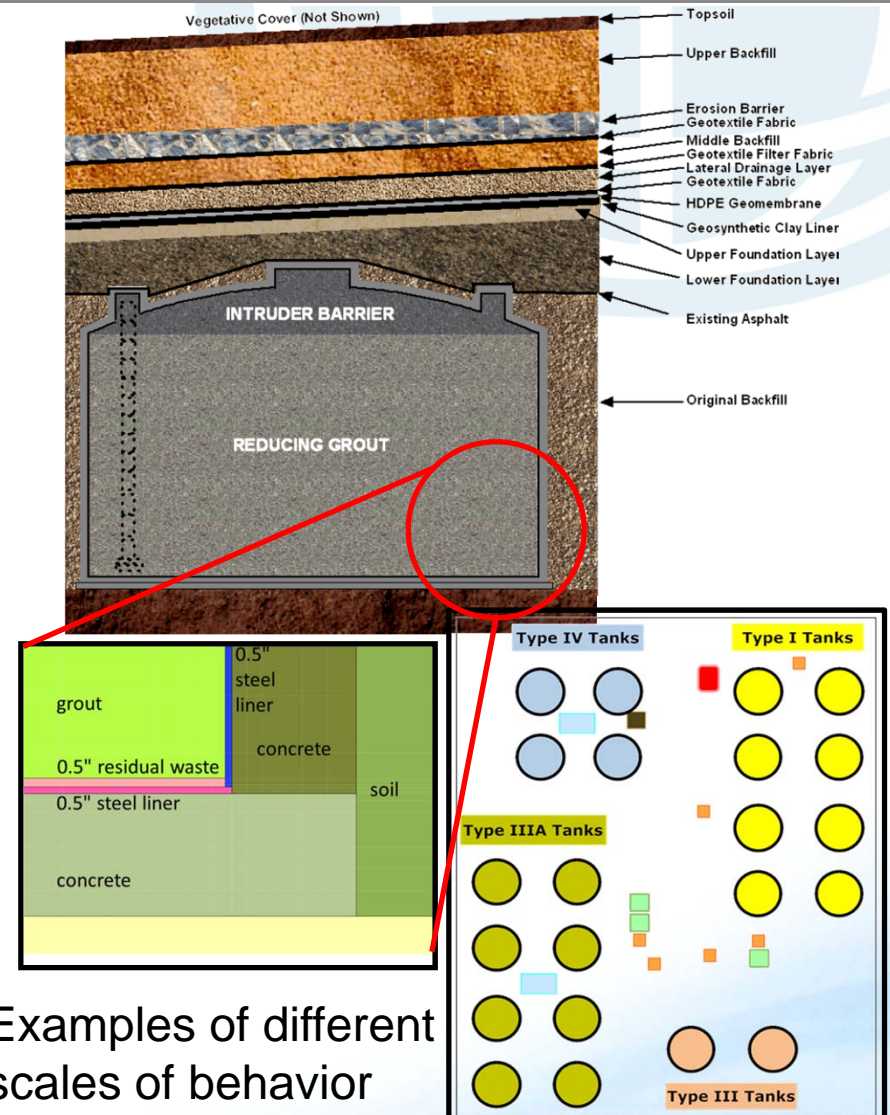 Vegetative Cover (Not Shown)
Topsoil
Upper Backfill
Erosion Barrier
Geotextile Fabric
Middle Backfill
Geotextile Filter Fabric
Lateral Drainage Layer
Geotextile Fabric
HDPE Geomembrane
Geosynthetic Clay Liner
Upper Foundation Layer
Lower Foundation Layer
Existing Asphalt
Original Backfill
INTRUDER BARRIER
REDUCING GROUT
0.5"
steel
liner
grout
concrete
0.5" residual waste
0.5" steel liner
soil
concrete
Type IV Tanks
Type I Tanks
Type IIIA Tanks
Type III Tanks
Examples of different
scales of behavior